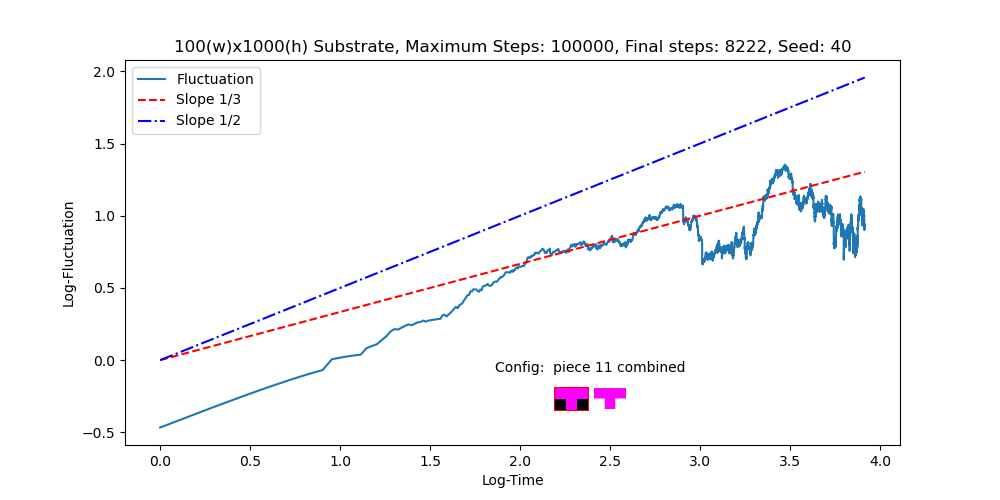 100(w)x1000(h) Substrate, Maximum Steps: 100000, Final steps: 8222, Seed: 40
Fluctuation
Slope 1/3
Slope 1/2
Log-Fluctuation
2.0
1.5
1.0
0.5
0.0
−0.5
Config:  piece 11 combined
0.0 0.5 1.0 1.5 2.0 2.5 3.0 3.5 4.0
Log-Time